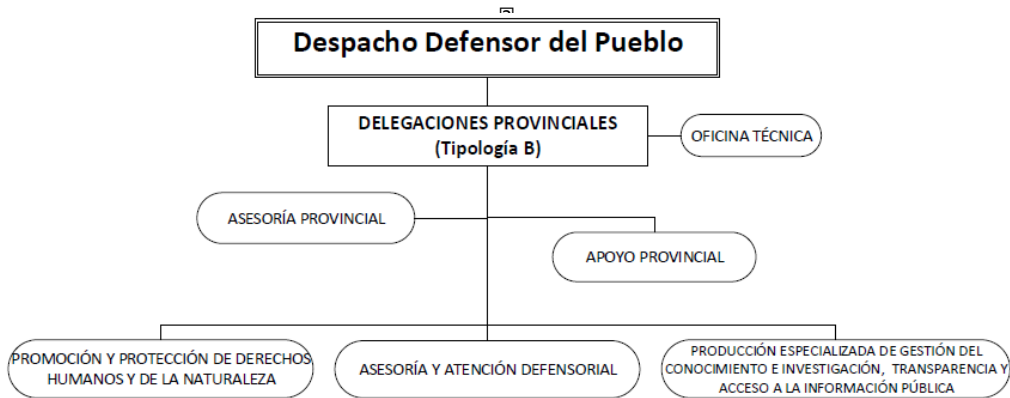 Despacho Defensor del Pueblo
DELEGACIONES PROVINCIALES
(Tipología B)
OFICINA TÉCNICA
ASESORÍA PROVINCIAL
APOYO PROVINCIAL
PROMOCIÓN Y PROTECCIÓN DE DERECHOS
HUMANOS Y DE LA NATURALEZA
ASESORÍA Y ATENCIÓN DEFENSORIAL
PRODUCCIÓN ESPECIALIZADA DE GESTIÓN DEL
CONOCIMIENTO E INVESTIGACIÓN, TRANSPARENCIA Y
ACCESO A LA INFORMACIÓN PÚBLICA